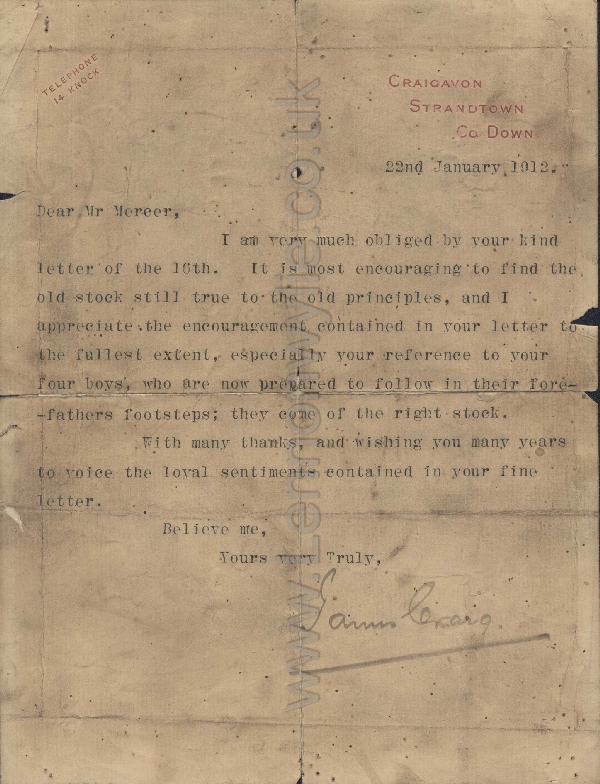 TELEPHONE
14 KNOCK
CRAIGAVON
STRANDTOWN
Co DOWN
22nd January, 1912.
Dear Mr Mercer,
I am very much obliged by your kind
letter of the 16th. It is most encouraging to find the
old stock still true to the old principles, and I
appreciate the encouragement contained in your letter to
the fullest extent, especially your reference to your
four boys, who are now prepared to follow in their fore-
-fathers footsteps; they come of the right stock.
With many thanks, and wishing you many years
to voice the loyal sentiments contained in your fine
letter.
Believe me,
Yours very Truly,
James Craig.
www.lennonwylie.co.uk